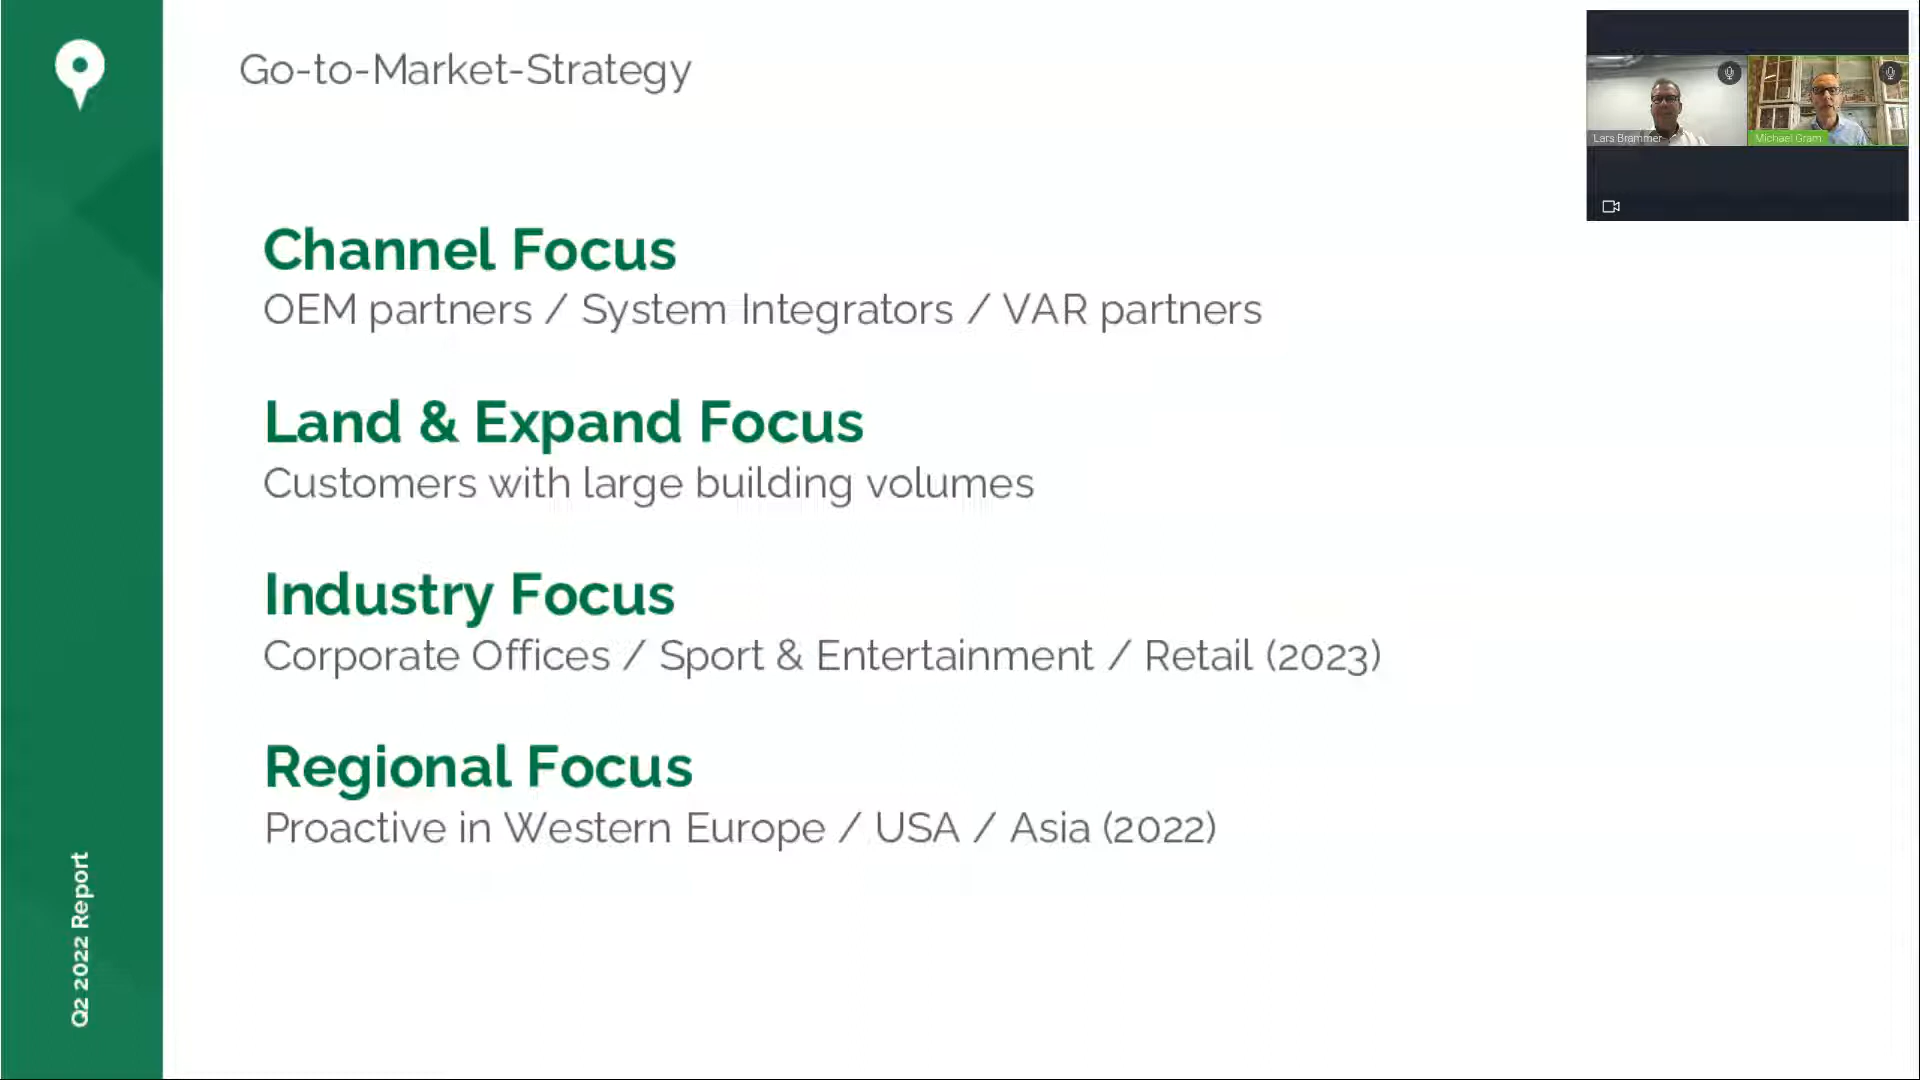 Go-to-Market-Strategy
Lars Brammer
Michael Gram
Channel Focus
OEM partners / System Integrators / VAR partners
Land & Expand Focus
Customers with large building volumes
Industry Focus
Corporate Offices / Sport & Entertainment / Retail (2023)
Regional Focus
Proactive in Western Europe / USA / Asia (2022)
Q2 2022 Report